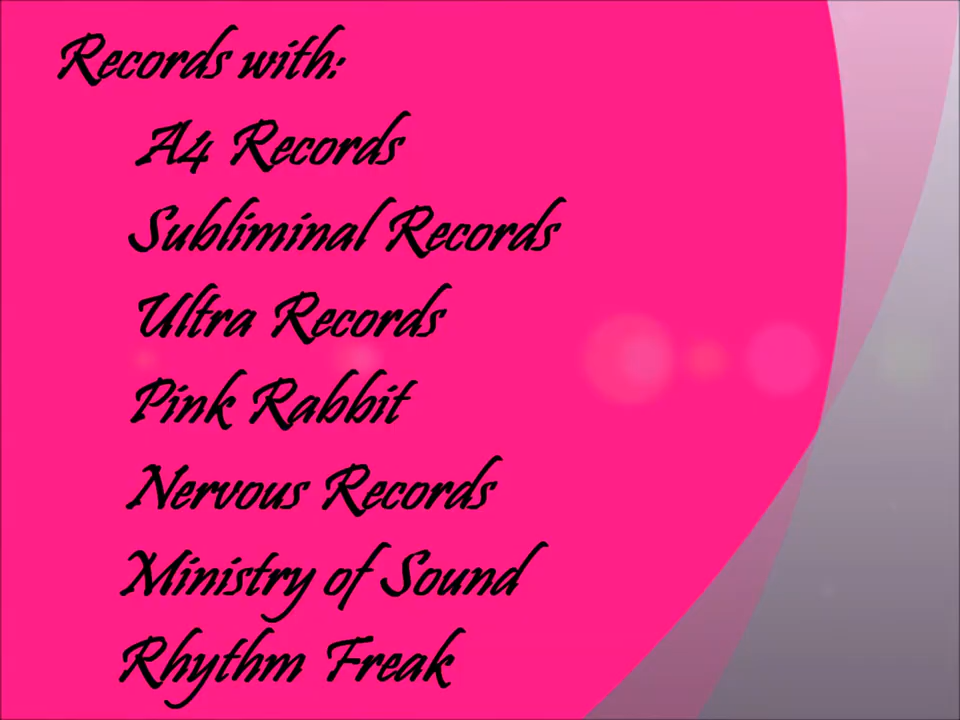 Records with:
A4 Records
Subliminal Records
Ultra Records
Pink Rabbit
Nervous Records
Ministry of Sound
Rhythm Freak